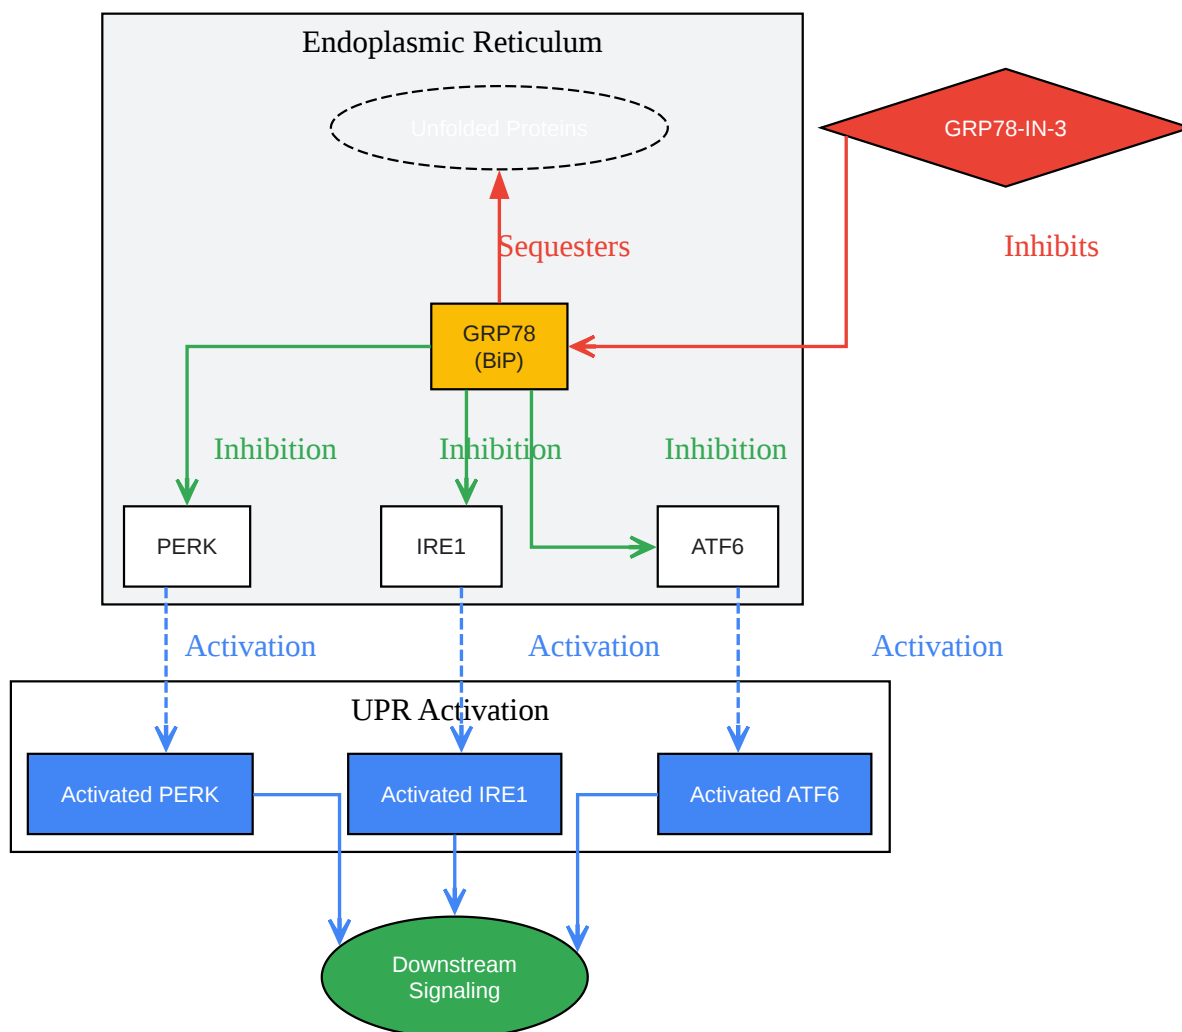 Endoplasmic Reticulum
Unfolded Proteins
GRP78-IN-3
Sequesters
Inhibits
GRP78
(BiP)
Inhibition
Inhibition
Inhibition
PERK
IRE1
ATF6
Activation
Activation
Activation
UPR Activation
Activated PERK
Activated IRE1
Activated ATF6
Downstream
Signaling